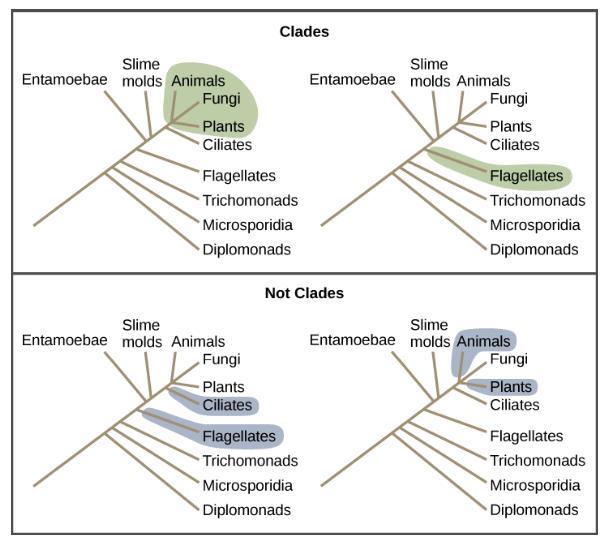 Clades
Entamoebae
Slime
molds
Animals
Fungi
Plants
Ciliates
Flagellates
Trichomonads
Microsporidia
Diplomonads
Entamoebae
Slime
molds
Animals
Fungi
Plants
Ciliates
Flagellates
Trichomonads
Microsporidia
Diplomonads
Not Clades
Entamoebae
Slime
molds
Animals
Fungi
Plants
Ciliates
Flagellates
Trichomonads
Microsporidia
Diplomonads
Entamoebae
Slime
molds
Animals
Fungi
Plants
Ciliates
Flagellates
Trichomonads
Microsporidia
Diplomonads